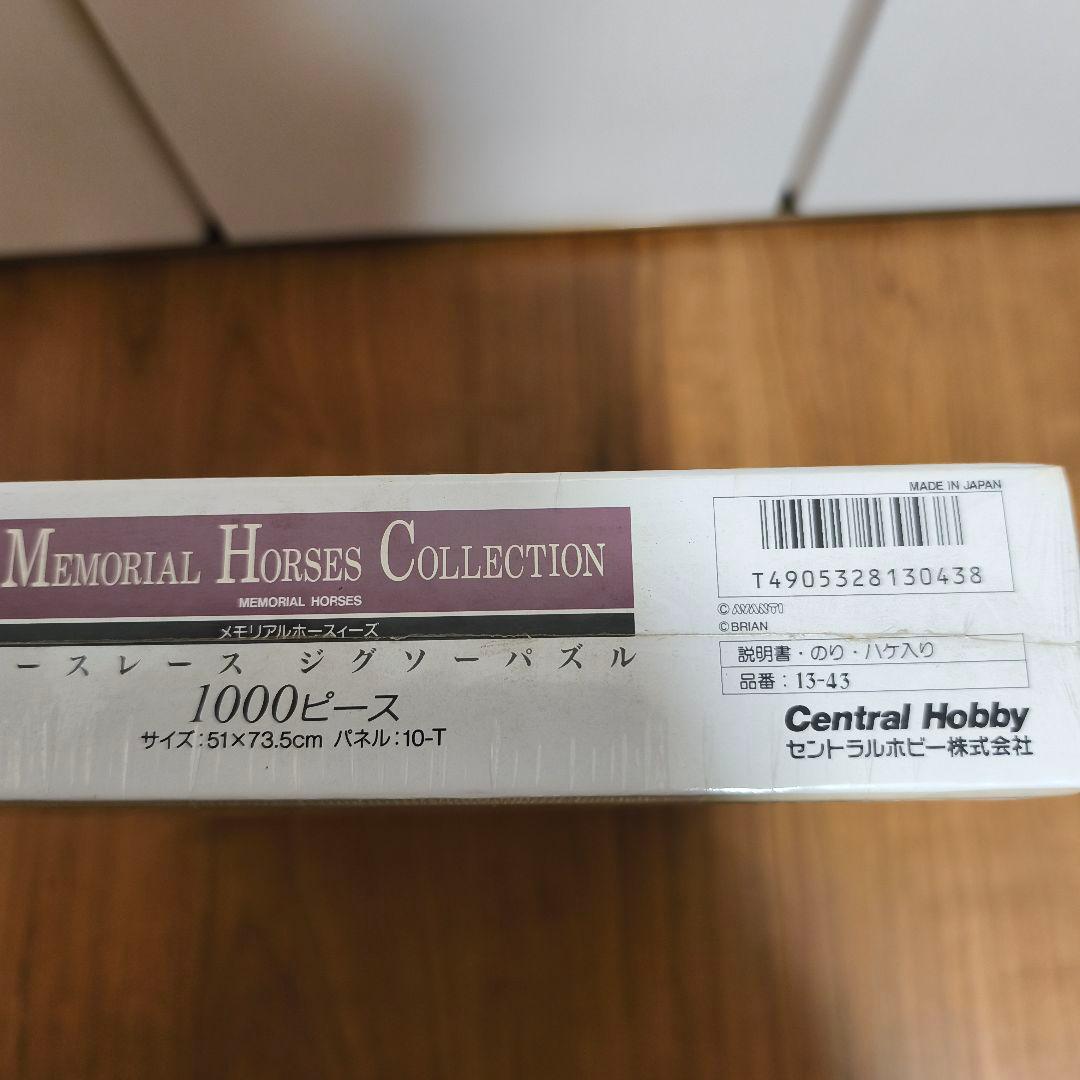 MEMORIAL HORSES COLLECTION
MEMORIAL HORSES
メモリアルホースィーズ
ースレース ジグソーパズル
1000ピース
サイズ:51×73.5cm パネル:10-T
MADE IN JAPAN
T4905328130438
©AVANTI
©BRIAN
説明書・のり・ハケ入り
品番:13-43
Central Hobby
セントラルホビー株式会社